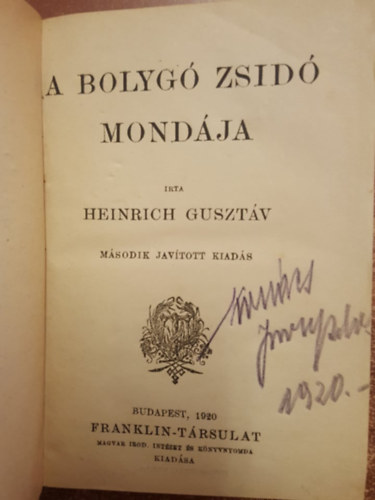 A BOLYGÓ ZSIDÓ
MONDÁJA
IRTA
HEINRICH GUSZTÁV
MÁSODIK JAVÍTOTT KIADÁS
BUDAPEST, 1920
FRANKLIN-TÁRSULAT
MAGYAR IROD. INTÉZET ÉS KÖNYVNYOMDA
KIADÁSA
1920.-